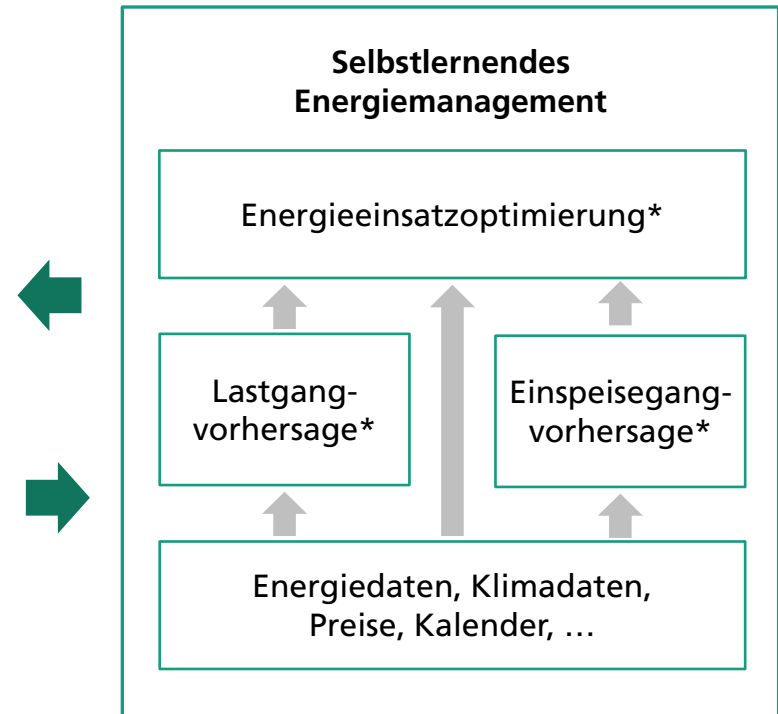 Selbstlernendes
Energiemanagement
Energieeinsatzoptimierung*
Lastgang-
vorhersage*
Einspeisegang-
vorhersage*
Energiedaten, Klimadaten,
Preise, Kalender, …